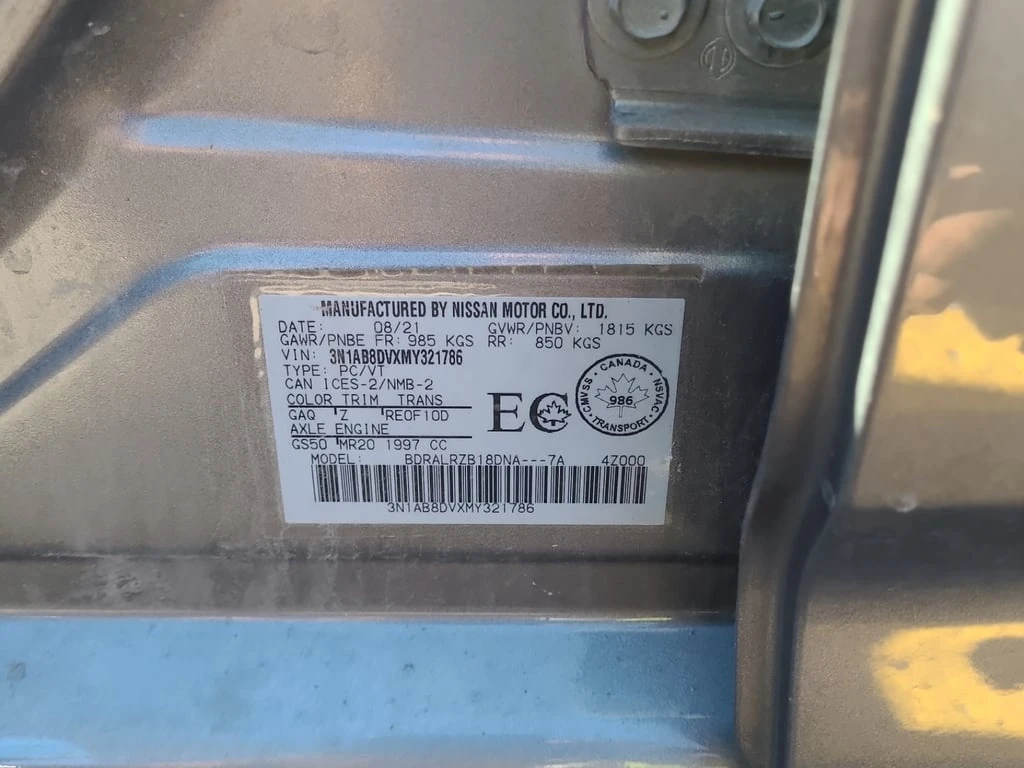 MANUFACTURED BY NISSAN MOTOR CO., LTD.
DATE: 08/21 GVWR/PNBV: 1815 KGS
GAWR/PNBE FR: 985 KGS RR: 850 KGS
VIN: 3N1AB8DVXMY321786
TYPE: PC/VT
CAN ICES-2/NMB-2
COLOR TRIM TRANS
GAQ Z RE0F10D
AXLE ENGINE
GS50 MR20 1997 CC
EC
CANADA
CMVSS 986 NSVAC
TRANSPORT
MODEL: BDRALRZB18DNA---7A 4Z000
3N1AB8DVXMY321786